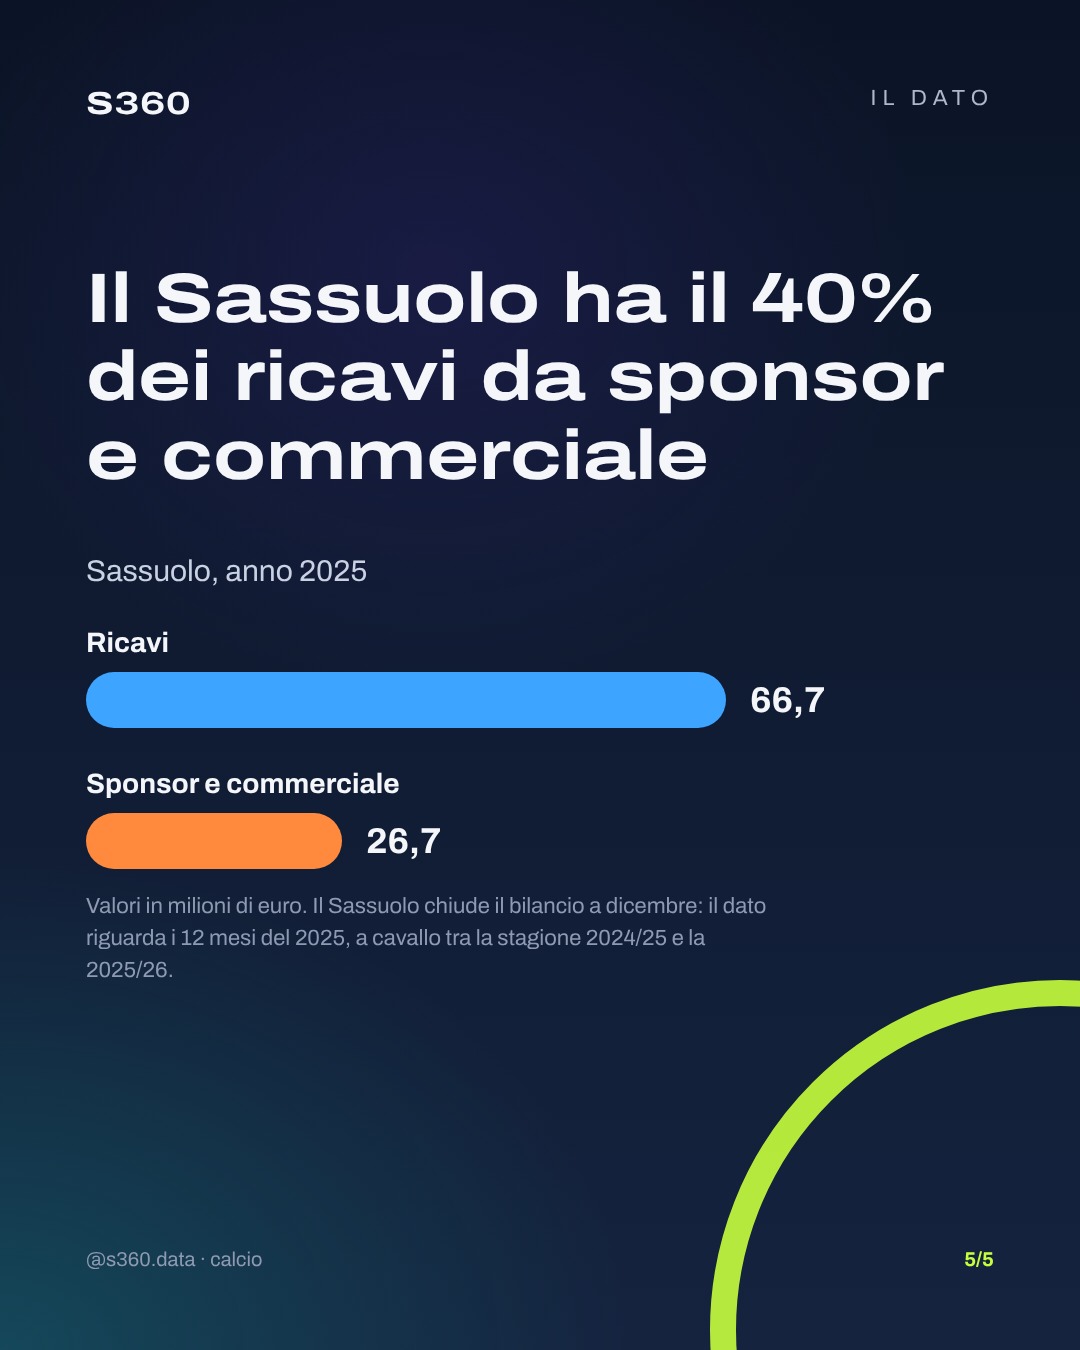 S360
IL DATO
Il Sassuolo ha il 40%
dei ricavi da sponsor
e commerciale
Sassuolo, anno 2025
Ricavi
66,7
Sponsor e commerciale
26,7
Valori in milioni di euro. Il Sassuolo chiude il bilancio a dicembre: il dato
riguarda i 12 mesi del 2025, a cavallo tra la stagione 2024/25 e la
2025/26.
@s360.data · calcio
5/5